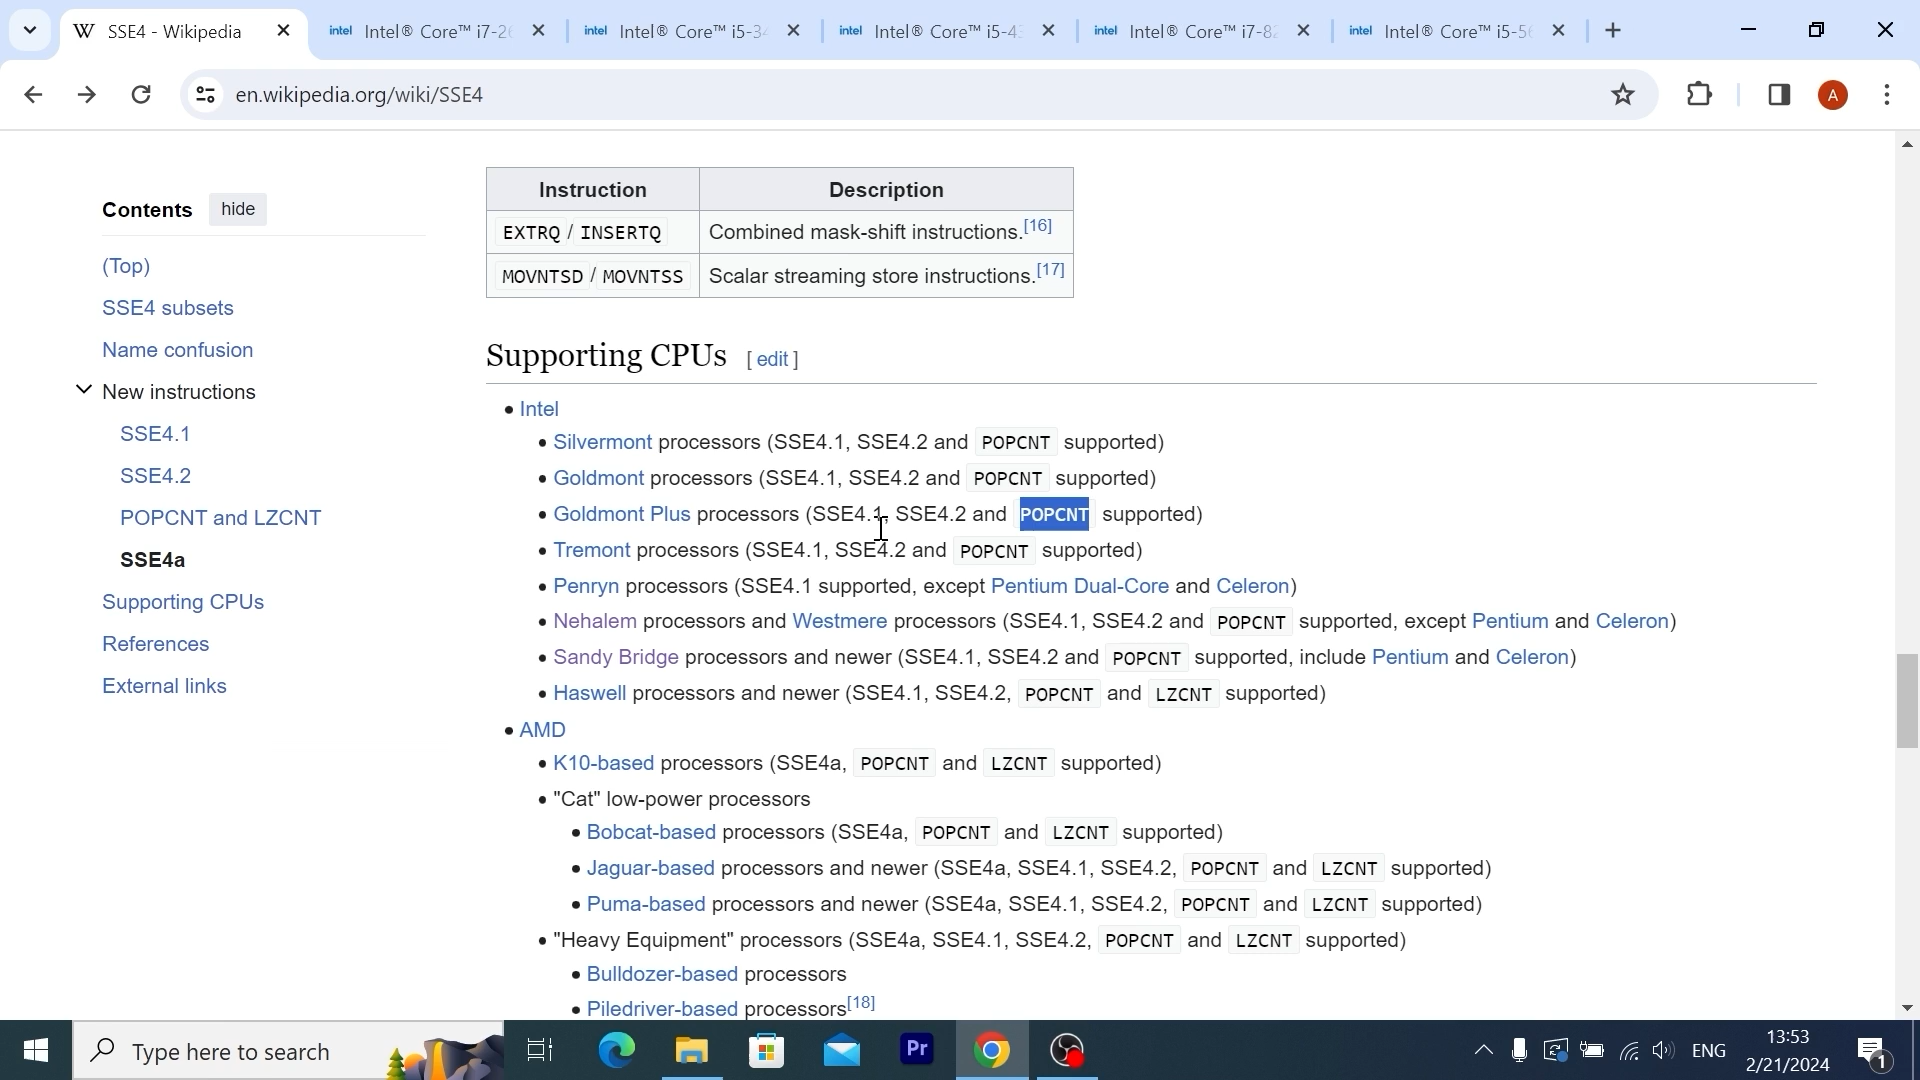 SSE4 - Wikipedia
intel Intel® Core™ i7-26
intel Intel® Core™ i5-34
intel Intel® Core™ i5-43
intel Intel® Core™ i7-82
intel Intel® Core™ i5-56
en.wikipedia.org/wiki/SSE4
A
Contents hide
(Top)
SSE4 subsets
Name confusion
New instructions
SSE4.1
SSE4.2
POPCNT and LZCNT
SSE4a
Supporting CPUs
References
External links
Instruction Description
EXTRQ / INSERTQ Combined mask-shift instructions.[16]
MOVNTSD / MOVNTSS Scalar streaming store instructions.[17]
Supporting CPUs [ edit ]
• Intel
• Silvermont processors (SSE4.1, SSE4.2 and POPCNT supported)
• Goldmont processors (SSE4.1, SSE4.2 and POPCNT supported)
• Goldmont Plus processors (SSE4.1, SSE4.2 and POPCNT supported)
• Tremont processors (SSE4.1, SSE4.2 and POPCNT supported)
• Penryn processors (SSE4.1 supported, except Pentium Dual-Core and Celeron)
• Nehalem processors and Westmere processors (SSE4.1, SSE4.2 and POPCNT supported, except Pentium and Celeron)
• Sandy Bridge processors and newer (SSE4.1, SSE4.2 and POPCNT supported, include Pentium and Celeron)
• Haswell processors and newer (SSE4.1, SSE4.2, POPCNT and LZCNT supported)
• AMD
• K10-based processors (SSE4a, POPCNT and LZCNT supported)
• "Cat" low-power processors
• Bobcat-based processors (SSE4a, POPCNT and LZCNT supported)
• Jaguar-based processors and newer (SSE4a, SSE4.1, SSE4.2, POPCNT and LZCNT supported)
• Puma-based processors and newer (SSE4a, SSE4.1, SSE4.2, POPCNT and LZCNT supported)
• "Heavy Equipment" processors (SSE4a, SSE4.1, SSE4.2, POPCNT and LZCNT supported)
• Bulldozer-based processors
• Piledriver-based processors[18]
Type here to search
Pr
ENG
13:53
2/21/2024
1